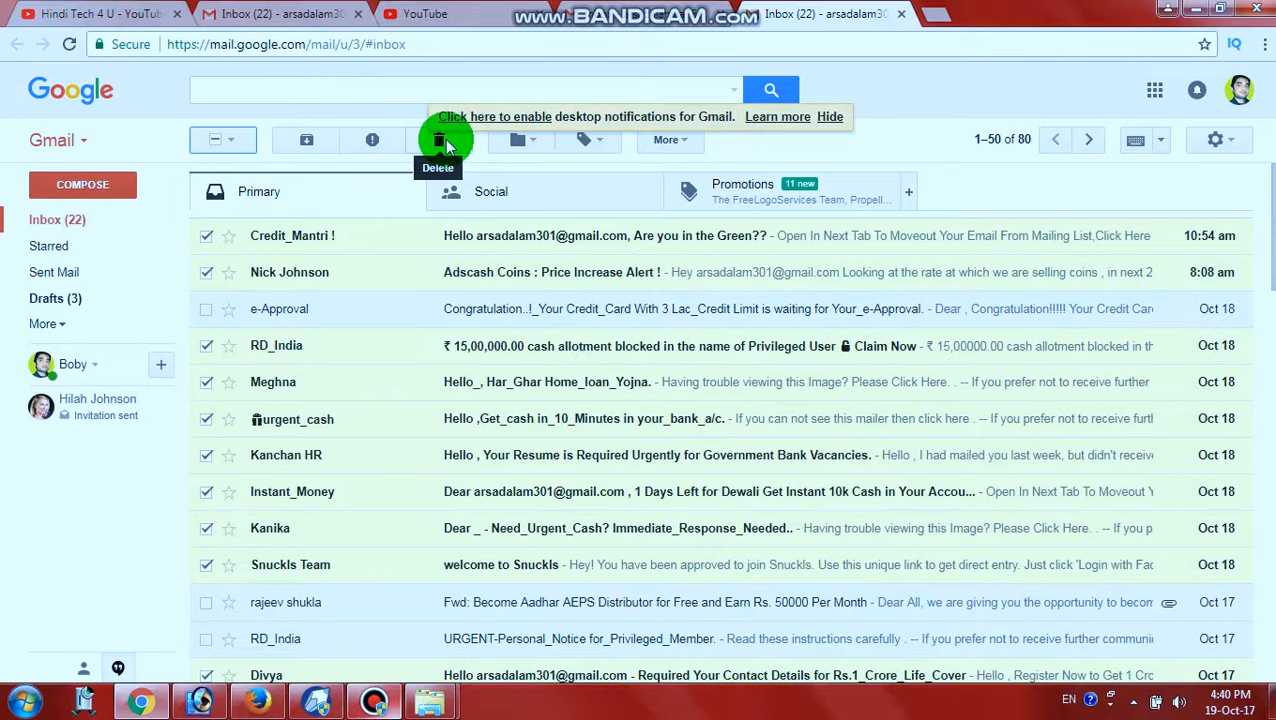 Hindi Tech 4 U - YouTub
Inbox (22) - arsadalam3
YouTube
www.BANDICAM.com
Inbox (22) - arsadalam30
Secure
https://mail.google.com/mail/u/3/#inbox
Google
Click here to enable desktop notifications for Gmail. Learn more Hide
Gmail
More
1–50 of 80
Delete
COMPOSE
Primary
Social
Promotions 11 new
The FreeLogoServices Team, Propell...
Inbox (22)
Starred
Sent Mail
Drafts (3)
More
Boby
Hilah Johnson
Invitation sent
Credit_Mantri ! Hello arsadalam301@gmail.com, Are you in the Green?? - Open In Next Tab To Moveout Your Email From Mailing List,Click Here 10:54 am
Nick Johnson Adscash Coins : Price Increase Alert ! - Hey arsadalam301@gmail.com Looking at the rate at which we are selling coins , in next 2 8:08 am
e-Approval Congratulation..!_Your Credit_Card With 3 Lac_Credit Limit is waiting for Your_e-Approval. - Dear , Congratulation!!!!! Your Credit Card Oct 18
RD_India ₹ 15,00,000.00 cash allotment blocked in the name of Privileged User Claim Now - ₹ 15,00000.00 cash allotment blocked in th Oct 18
Meghna Hello_, Har_Ghar Home_loan_Yojna. - Having trouble viewing this Image? Please Click Here. . -- If you prefer not to receive further Oct 18
urgent_cash Hello ,Get_cash in_10_Minutes in your_bank_a/c. - If you can not see this mailer then click here . -- If you prefer not to receive furth Oct 18
Kanchan HR Hello , Your Resume is Required Urgently for Government Bank Vacancies. - Hello , I had mailed you last week, but didn't receive Oct 18
Instant_Money Dear arsadalam301@gmail.com , 1 Days Left for Dewali Get Instant 10k Cash in Your Accou... - Open In Next Tab To Moveout Y Oct 18
Kanika Dear _ - Need_Urgent_Cash? Immediate_Response_Needed.. - Having trouble viewing this Image? Please Click Here. . -- If you p Oct 18
Snuckls Team welcome to Snuckls - Hey! You have been approved to join Snuckls. Use this unique link to get direct entry. Just click 'Login with Fac Oct 18
rajeev shukla Fwd: Become Aadhar AEPS Distributor for Free and Earn Rs. 50000 Per Month - Dear All, we are giving you the opportunity to becom Oct 17
RD_India URGENT-Personal_Notice for_Privileged_Member. - Read these instructions carefully . -- If you prefer not to receive further communi Oct 17
Divya Hello arsadalam301@gmail.com - Required Your Contact Details for Rs.1_Crore_Life_Cover - Hello arsadalam301@gmail.com, Register Now to Get 1 Crore Oct 17
EN
4:40 PM
19-Oct-17